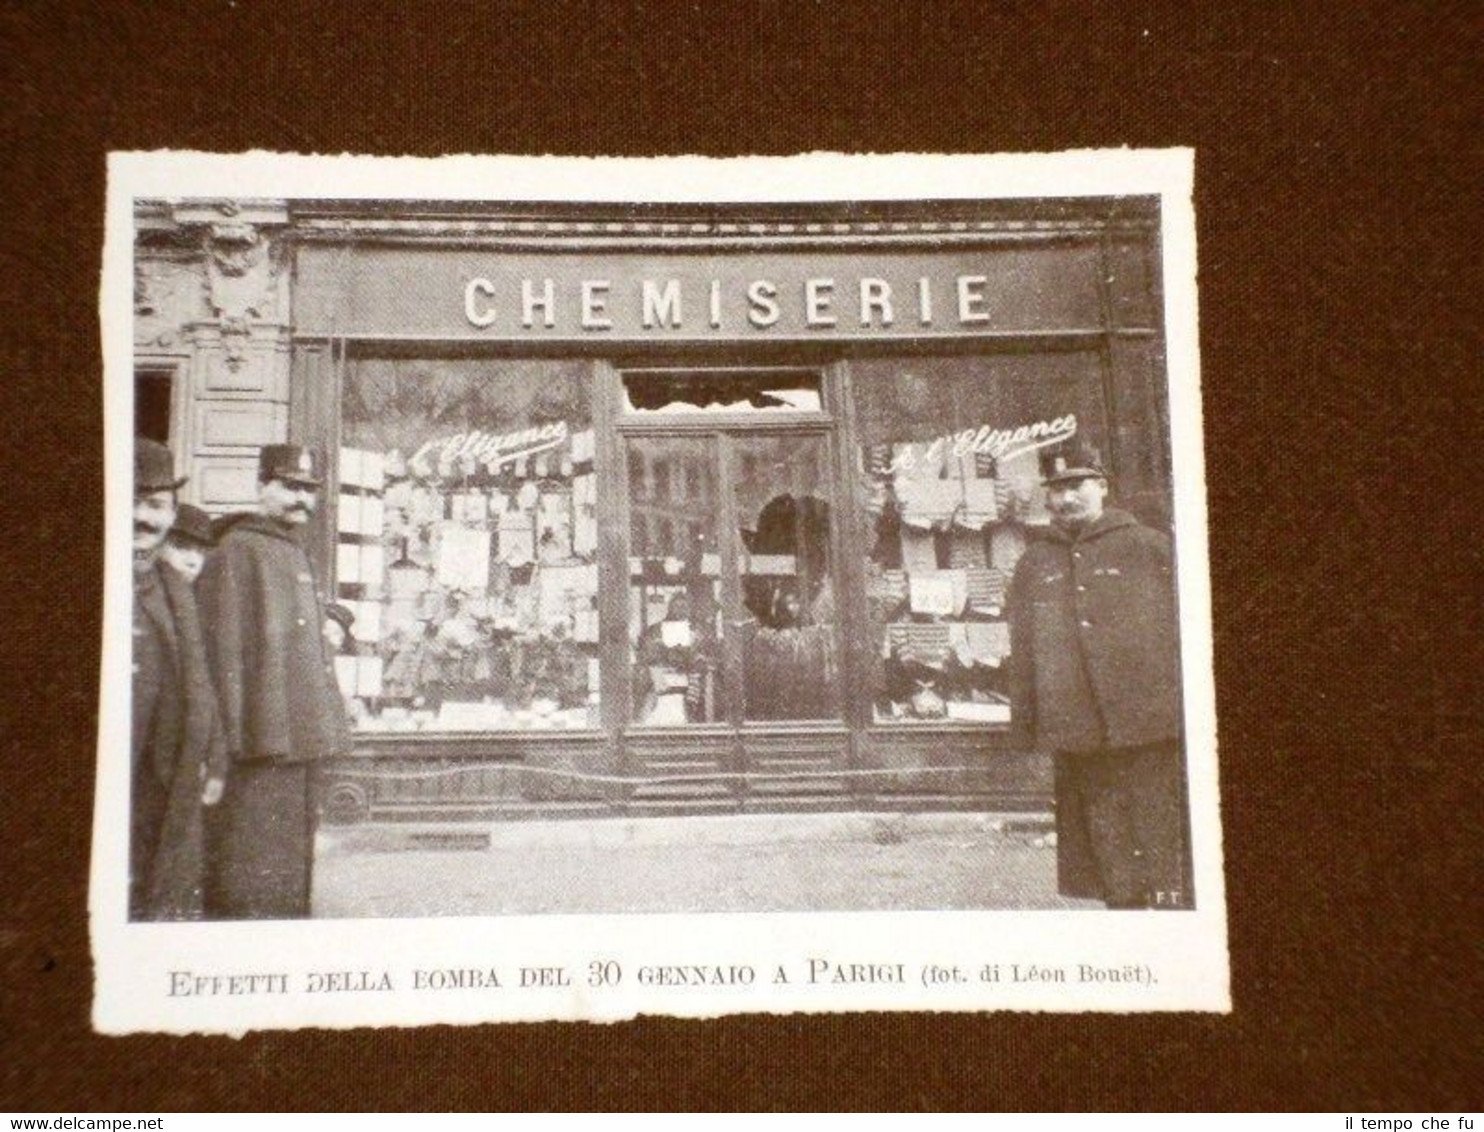 CHEMISERIE
l'Elégance
A l'Elégance
F.T.
EFFETTI DELLA BOMBA DEL 30 GENNAIO A PARIGI (fot. di Léon Bouët).
www.delcampe.net
il tempo che fu